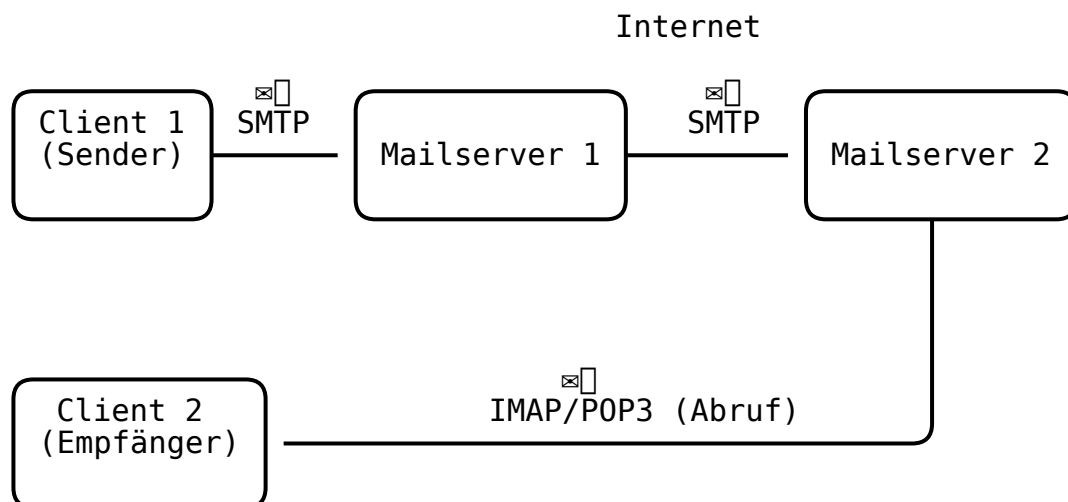 Internet
✉
SMTP
✉
SMTP
Client 1
(Sender)
Mailserver 1
Mailserver 2
✉
IMAP/POP3 (Abruf)
Client 2
(Empfänger)